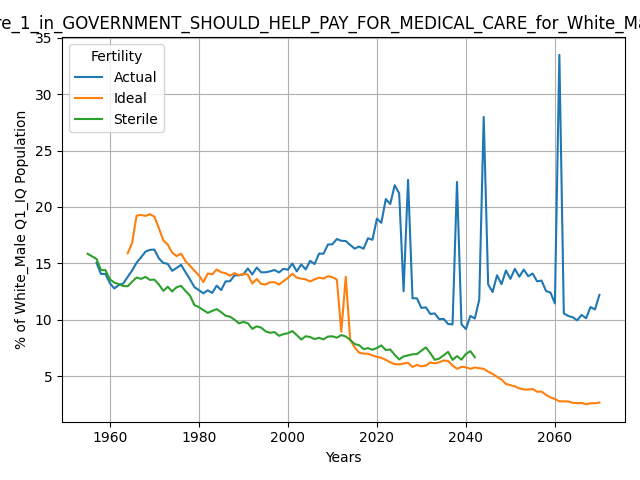 re_1_in_GOVERNMENT_SHOULD_HELP_PAY_FOR_MEDICAL_CARE_for_White_Ma
Fertility
Actual
Ideal
Sterile
% of White_Male Q1_IQ Population
35
30
25
20
15
10
5
1960 1980 2000 2020 2040 2060
Years